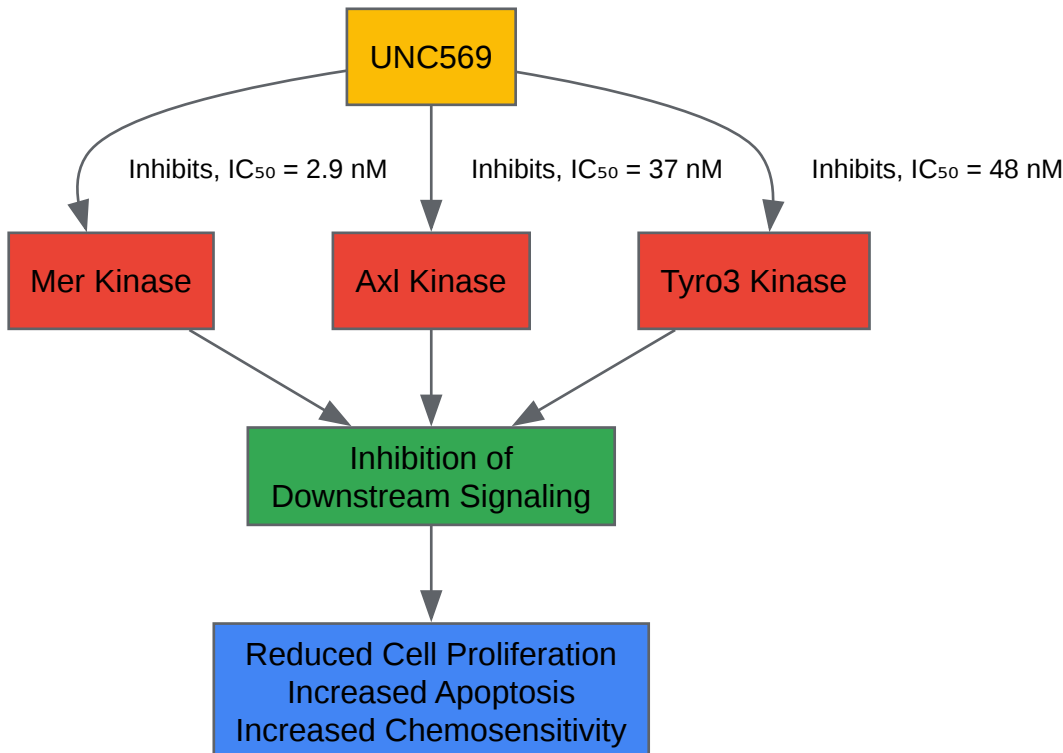 UNC569
Inhibits, IC₅₀ = 2.9 nM
Inhibits, IC₅₀ = 37 nM
Inhibits, IC₅₀ = 48 nM
Mer Kinase
Axl Kinase
Tyro3 Kinase
Inhibition of
Downstream Signaling
Reduced Cell Proliferation
Increased Apoptosis
Increased Chemosensitivity